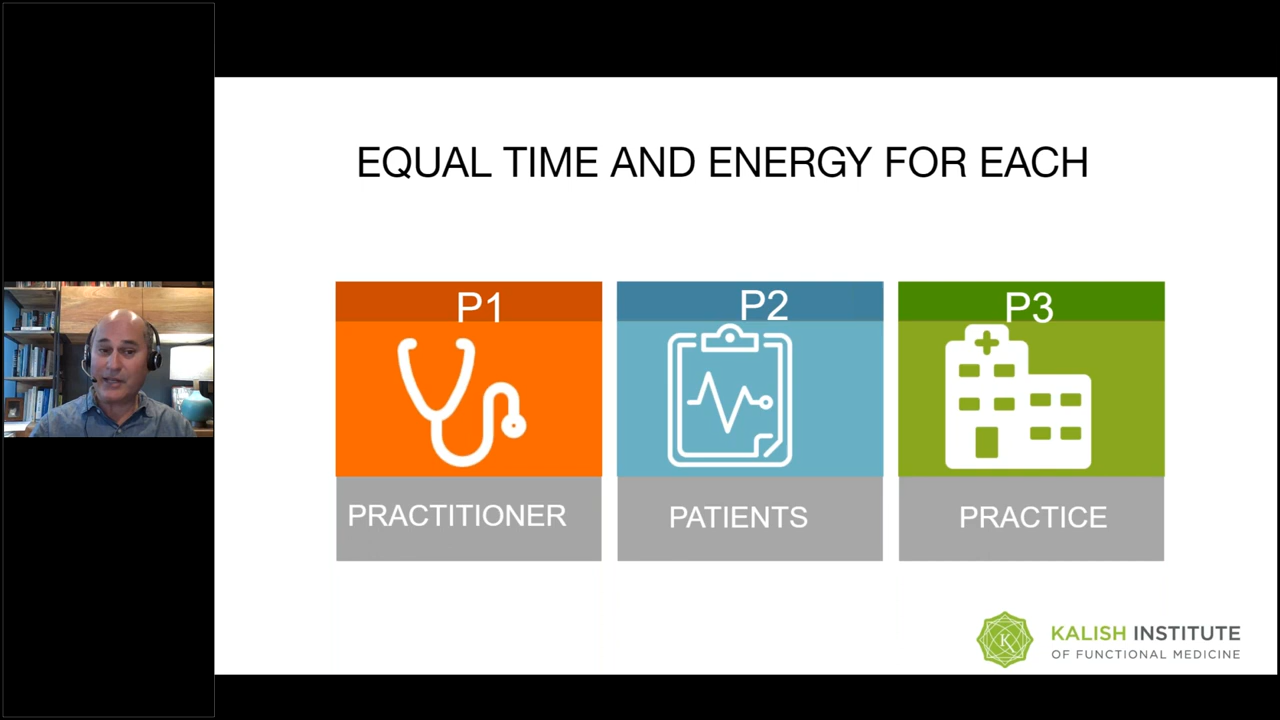 EQUAL TIME AND ENERGY FOR EACH
P1
P2
P3
PRACTITIONER
PATIENTS
PRACTICE
K
KALISH INSTITUTE
OF FUNCTIONAL MEDICINE